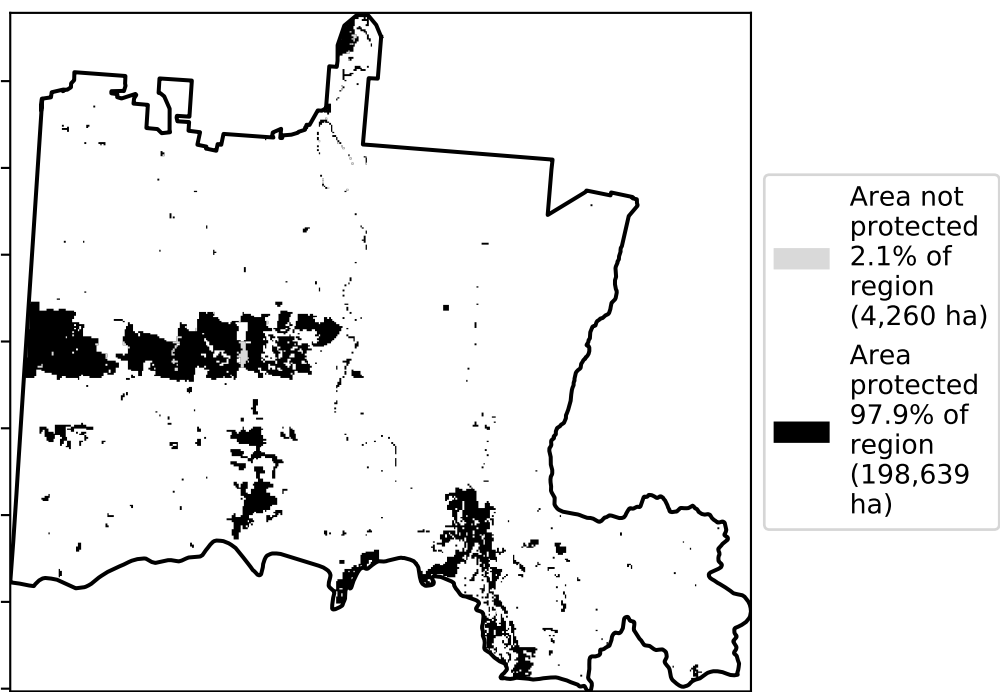 Area not
protected
2.1% of
region
(4,260 ha)
Area
protected
97.9% of
region
(198,639
ha)